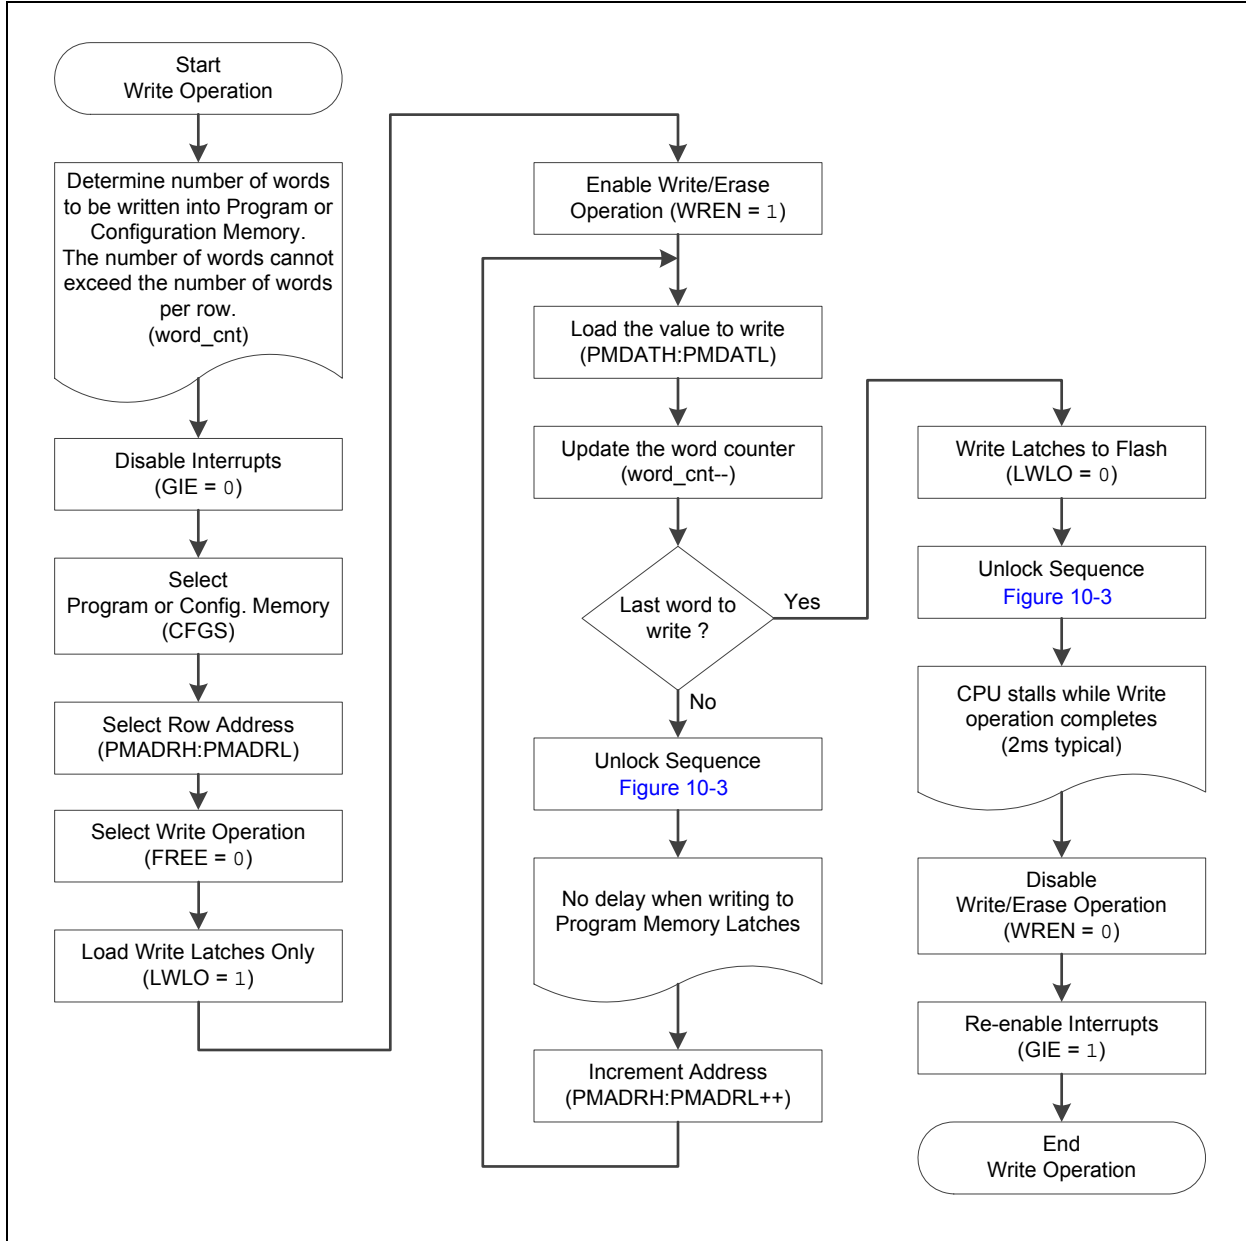 Start
Write Operation
Determine number of words
to be written into Program or
Configuration Memory.
The number of words cannot
exceed the number of words
per row.
(word_cnt)
Disable Interrupts
(GIE = 0)
Select
Program or Config. Memory
(CFGS)
Select Row Address
(PMADRH:PMADRL)
Select Write Operation
(FREE = 0)
Load Write Latches Only
(LWLO = 1)
Enable Write/Erase
Operation (WREN = 1)
Load the value to write
(PMDATH:PMDATL)
Update the word counter
(word_cnt--)
Last word to
write ?
Yes
No
Unlock Sequence
Figure 10-3
No delay when writing to
Program Memory Latches
Increment Address
(PMADRH:PMADRL++)
Write Latches to Flash
(LWLO = 0)
Unlock Sequence
Figure 10-3
CPU stalls while Write
operation completes
(2ms typical)
Disable
Write/Erase Operation
(WREN = 0)
Re-enable Interrupts
(GIE = 1)
End
Write Operation